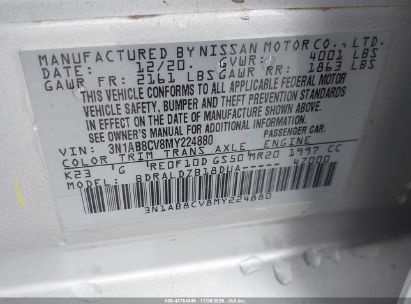 MANUFACTURED BY NISSAN MOTOR CO., LTD.
DATE: 12/20. GVWR: 4001 LBS
GAWR FR: 2161 LBS GAWR RR: 1863 LBS
THIS VEHICLE CONFORMS TO ALL APPLICABLE FEDERAL MOTOR
VEHICLE SAFETY, BUMPER AND THEFT PREVENTION STANDARDS
IN EFFECT ON THE DATE OF MANUFACTURE SHOWN ABOVE.
SEE OWNER'S MANUAL FOR ADDITIONAL INFORMATION
VIN: 3N1AB8CV8MY224880 PASSENGER CAR.
COLOR TRIM TRANS AXLE ENGINE
K23 G RE0F10D GS50 MR20 1997 CC
MODEL: BDRALDZB18DUA- 47000
3N1AB8CV8MY224880